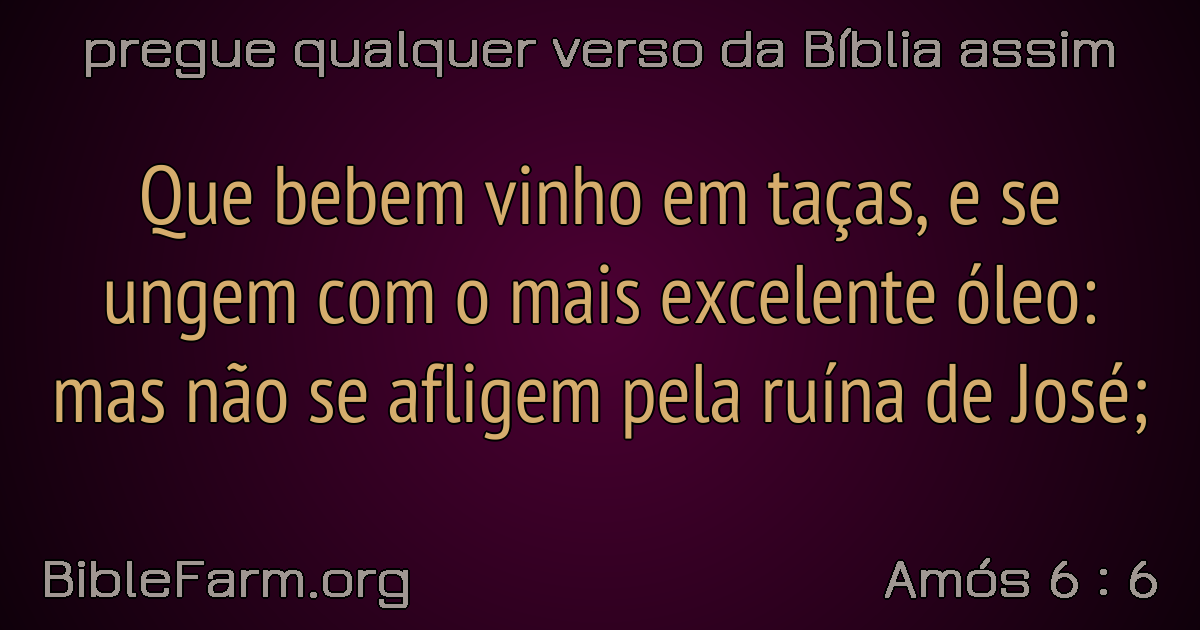 pregue qualquer verso da Bíblia assim
Que bebem vinho em taças, e se
ungem com o mais excelente óleo:
mas não se afligem pela ruína de José;
BibleFarm.org
Amós 6 : 6